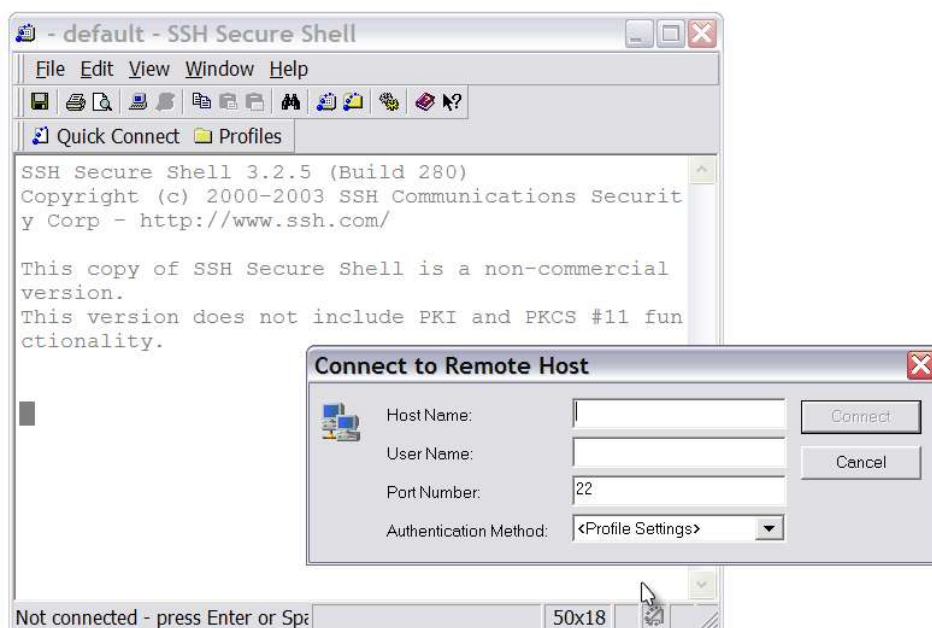 - default - SSH Secure Shell
File Edit View Window Help
Quick Connect Profiles
SSH Secure Shell 3.2.5 (Build 280)
Copyright (c) 2000-2003 SSH Communications Securit
y Corp - http://www.ssh.com/
This copy of SSH Secure Shell is a non-commercial
version.
This version does not include PKI and PKCS #11 fun
ctionality.
Connect to Remote Host
Host Name:
Connect
User Name:
Cancel
Port Number: 22
Authentication Method: <Profile Settings>
Not connected - press Enter or Spa
50x18